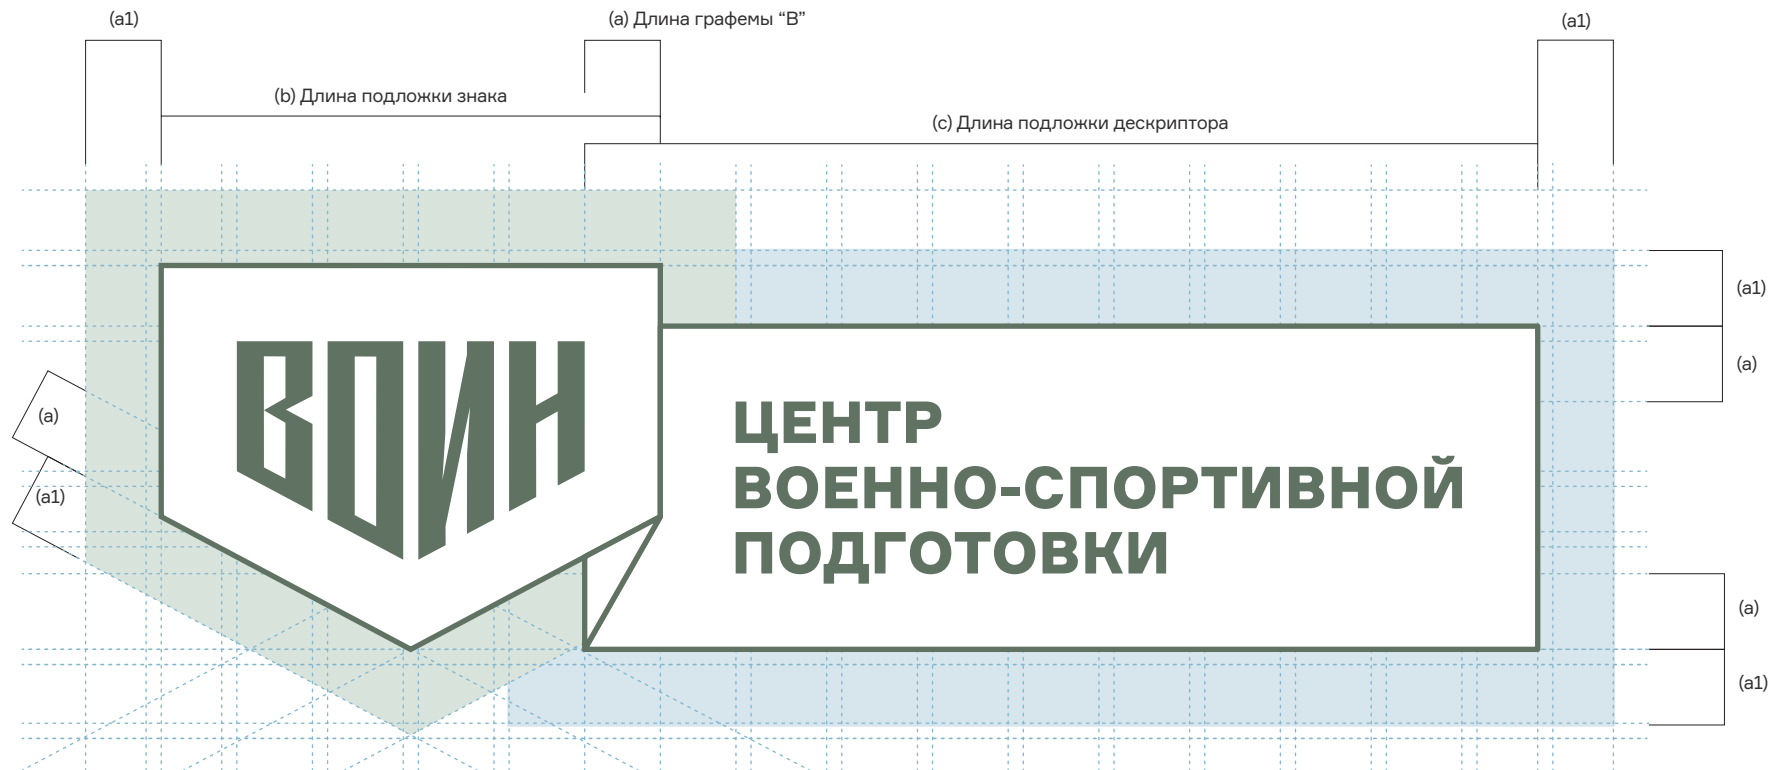 (a1)
(a) Длина графемы “В”
(a1)
(b) Длина подложки знака
(c) Длина подложки дескриптора
(a1)
(a)
(a)
(a1)
ВОИН
ЦЕНТР
ВОЕННО-СПОРТИВНОЙ
ПОДГОТОВКИ
(a)
(a1)